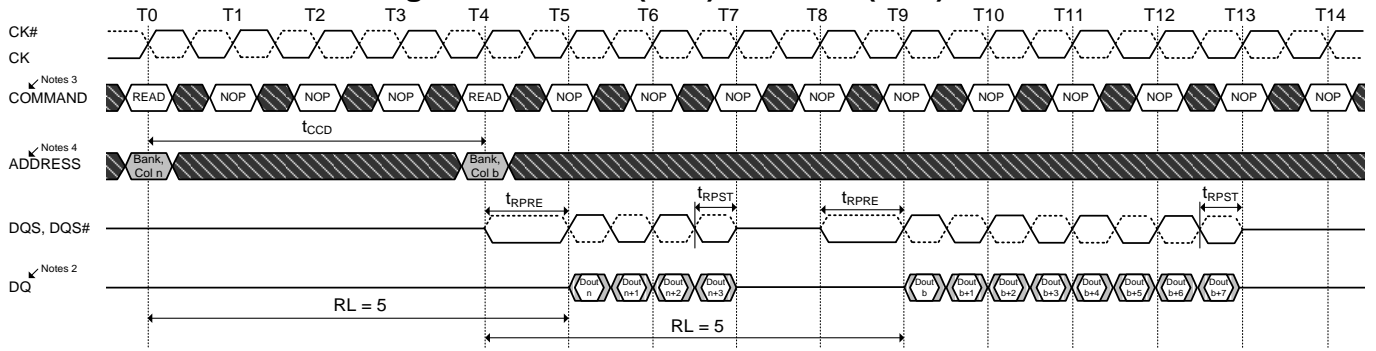 T0 T1 T2 T3 T4 T5 T6 T7 T8 T9 T10 T11 T12 T13 T14
CK#
CK
Notes 3
COMMAND READ NOP NOP NOP READ NOP NOP NOP NOP NOP NOP NOP NOP NOP NOP
tCCD
Notes 4
ADDRESS
Bank, Col n
Bank, Col b
tRPRE tRPST tRPRE tRPST
DQS, DQS#
Notes 2
DQ
Dout n
Dout n+1
Dout n+2
Dout n+3
Dout b
Dout b+1
Dout b+2
Dout b+3
Dout b+4
Dout b+5
Dout b+6
Dout b+7
RL = 5
RL = 5